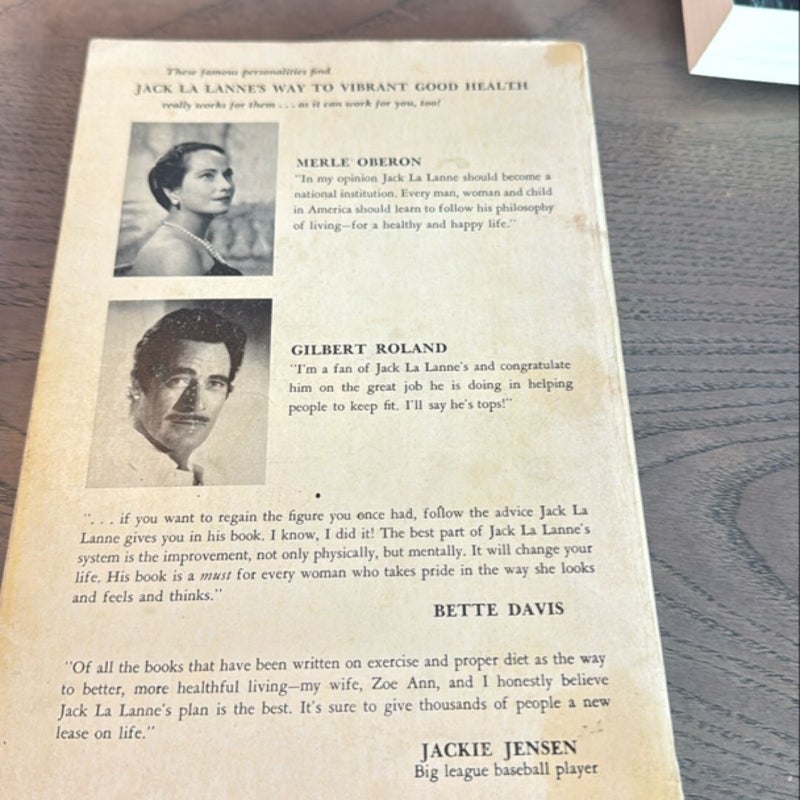 These famous personalities find
JACK LA LANNE'S WAY TO VIBRANT GOOD HEALTH
really works for them . . . as it can work for you, too!
MERLE OBERON
"In my opinion Jack La Lanne should become a
national institution. Every man, woman and child
in America should learn to follow his philosophy
of living—for a healthy and happy life."
GILBERT ROLAND
"I'm a fan of Jack La Lanne's and congratulate
him on the great job he is doing in helping
people to keep fit. I'll say he's tops!"
". . . if you want to regain the figure you once had, follow the advice Jack La
Lanne gives you in his book. I know, I did it! The best part of Jack La Lanne's
system is the improvement, not only physically, but mentally. It will change your
life. His book is a must for every woman who takes pride in the way she looks
and feels and thinks."
BETTE DAVIS
"Of all the books that have been written on exercise and proper diet as the way
to better, more healthful living—my wife, Zoe Ann, and I honestly believe
Jack La Lanne's plan is the best. It's sure to give thousands of people a new
lease on life."
JACKIE JENSEN
Big league baseball player